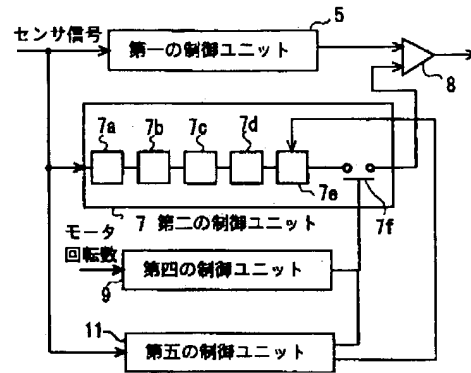 センサ信号
5
第一の制御ユニット
8
7a
7b
7c
7d
7e
7f
7 第二の制御ユニット
モータ
回転数
第四の制御ユニット
9
11
第五の制御ユニット